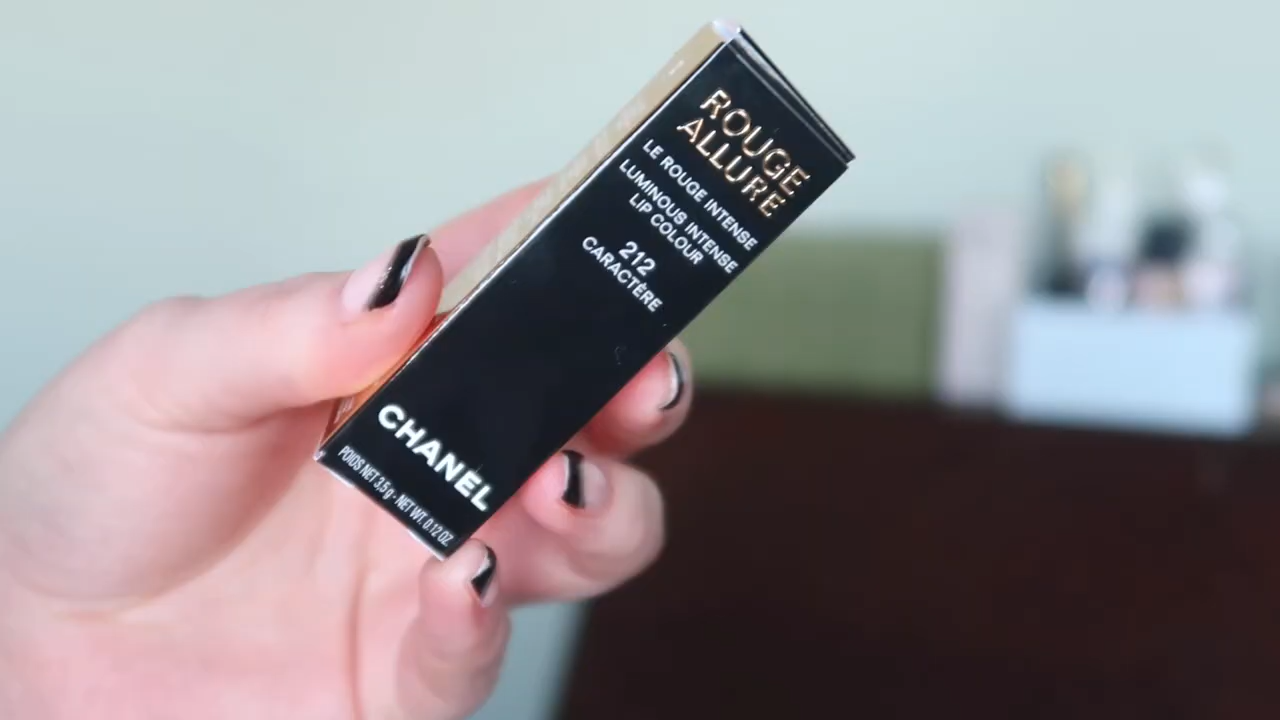 ROUGE
ALLURE
LE ROUGE INTENSE
LUMINOUS INTENSE
LIP COLOUR
212
CARACTÈRE
CHANEL
POIDS NET 3,5 g - NET WT. 0.12 OZ